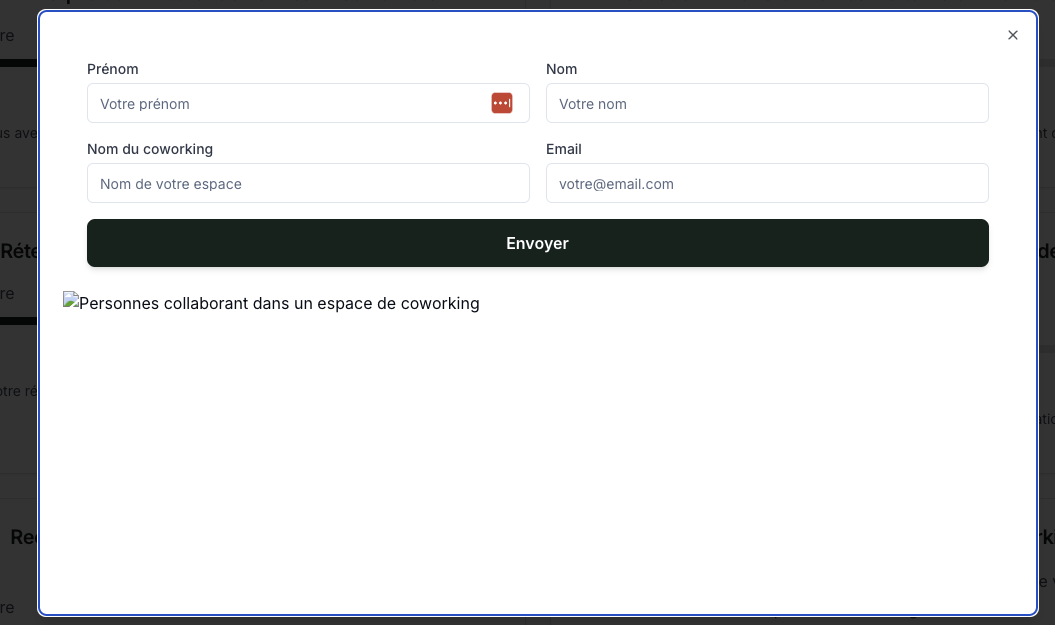 Prénom
Nom
Votre prénom
Votre nom
Nom du coworking
Email
Nom de votre espace
votre@email.com
Envoyer
Personnes collaborant dans un espace de coworking